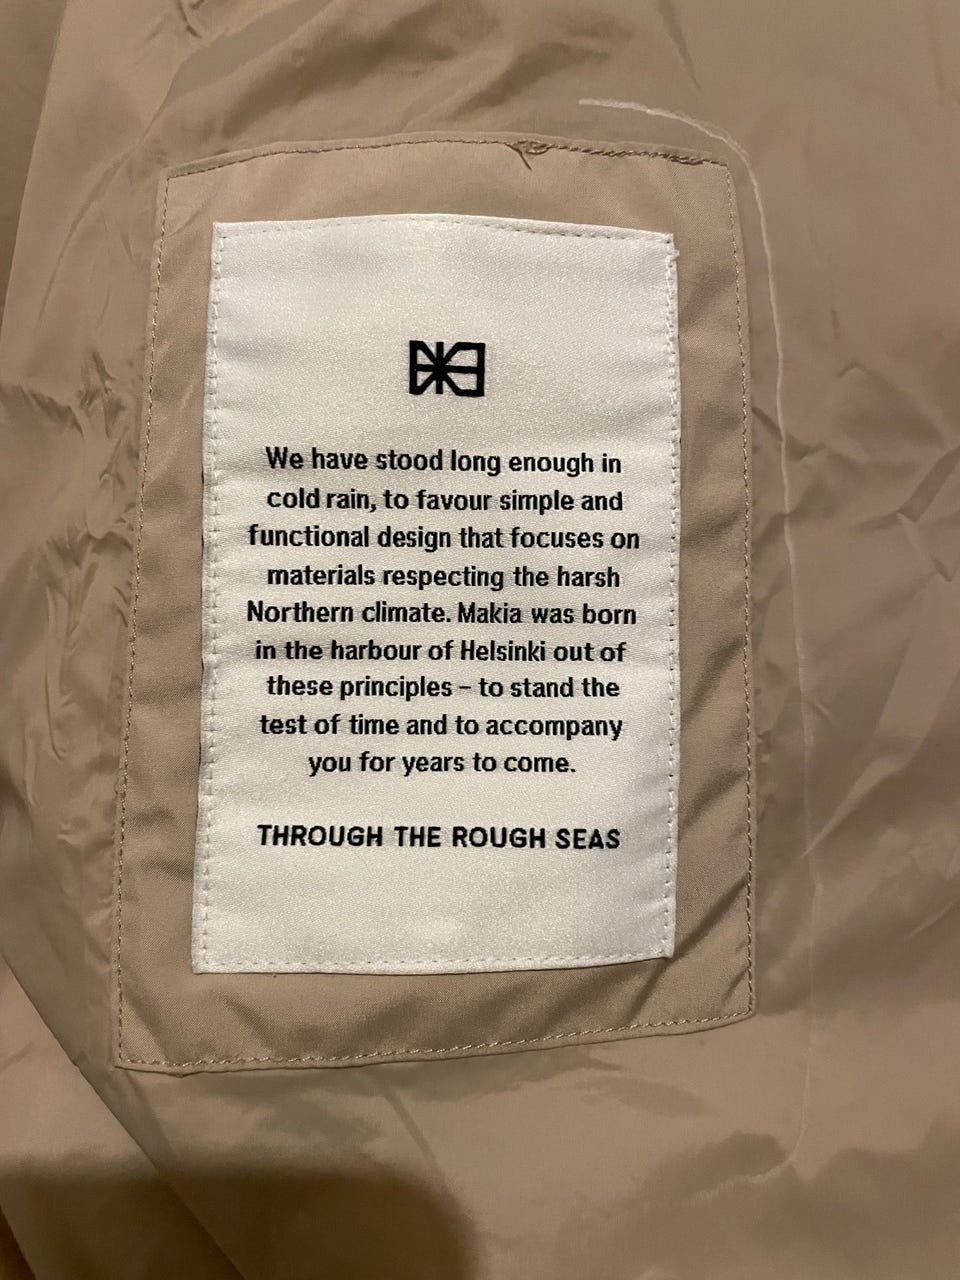 We have stood long enough in
cold rain, to favour simple and
functional design that focuses on
materials respecting the harsh
Northern climate. Makia was born
in the harbour of Helsinki out of
these principles – to stand the
test of time and to accompany
you for years to come.
THROUGH THE ROUGH SEAS